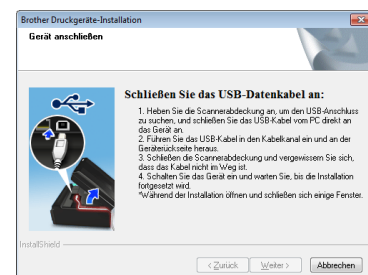 Brother Druckgeräte-Installation
Gerät anschließen
Schließen Sie das USB-Datenkabel an:
1. Heben Sie die Scannerabdeckung an, um den USB-Anschluss
zu suchen, und schließen Sie das USB-Kabel vom PC direkt an
das Gerät an.
2. Führen Sie das USB-Kabel in den Kabelkanal ein und an der
Geräterückseite heraus.
3. Schließen die Scannerabdeckung und vergewissern Sie sich,
dass das Kabel nicht im Weg ist.
4. Schalten Sie das Gerät ein und warten Sie, bis die Installation
fortgesetzt wird.
*Während der Installation öffnen und schließen sich einige Fenster.
InstallShield
< Zurück
Weiter >
Abbrechen